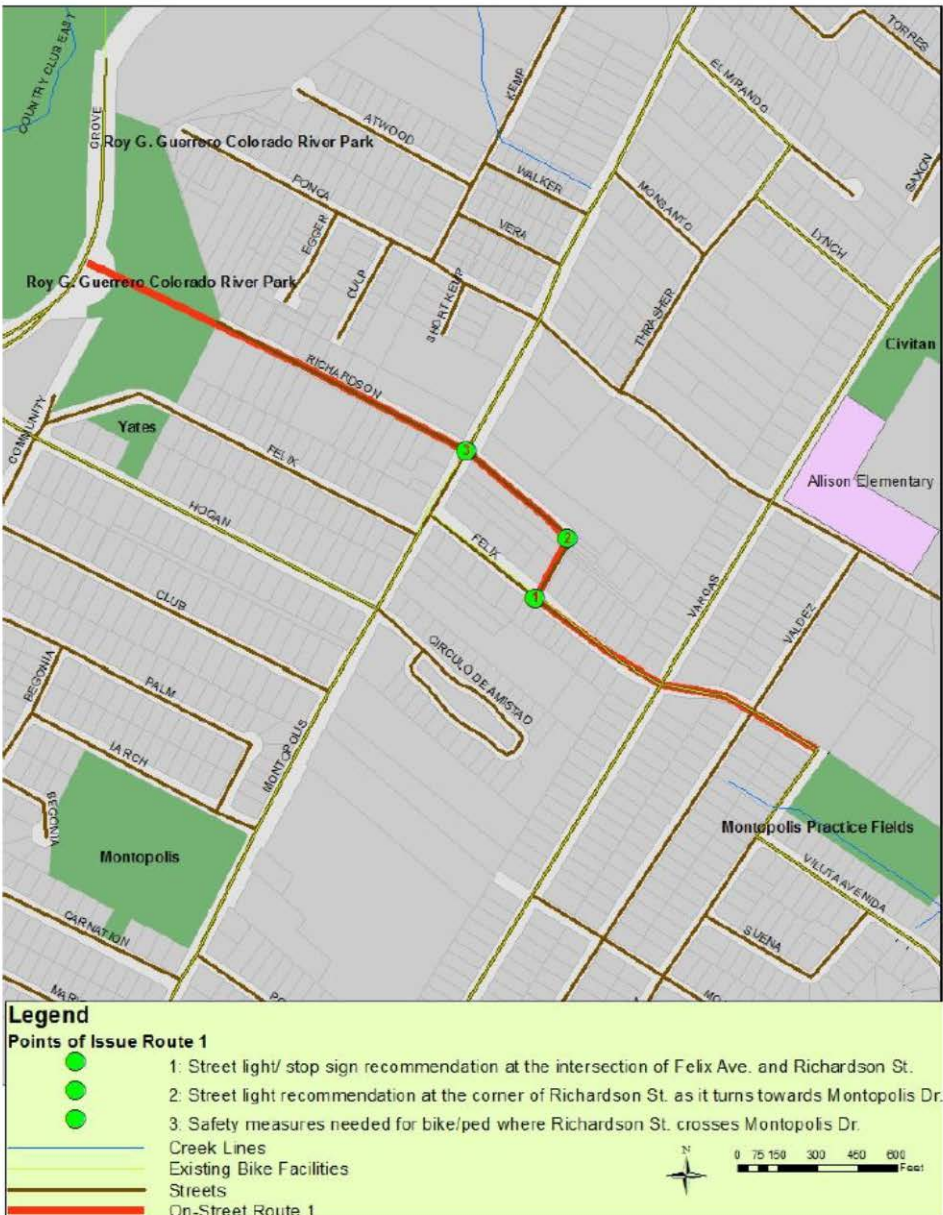 TORRES
COUNTRY CLUB EAST
EL MIRANDO
KEMP
GROVE
ATWOOD
Roy G. Guerrero Colorado River Park
WALKER
SAXON
PONCA
MONSANTO
VERA
LYNCH
EGGER
CULP
Roy G. Guerrero Colorado River Park
SHORT KEMP
THRASHER
Civitan
RICHARDSON
COMMUNITY
Yates
FELIX
3
Allison Elementary
HOGAN
2
FELIX
VARGAS
1
CLUB
VALDEZ
CIRCULO DE AMISTAD
BEGONIA
PALM
MONTOPOLIS
LARCH
BEGONIA
Montopolis Practice Fields
Montopolis
VILLITA AVENIDA
CARNATION
SUENA
Legend
Points of Issue Route 1
1: Street light/ stop sign recommendation at the intersection of Felix Ave. and Richardson St.
2: Street light recommendation at the corner of Richardson St. as it turns towards Montopolis Dr.
3: Safety measures needed for bike/ped where Richardson St. crosses Montopolis Dr.
Creek Lines
Existing Bike Facilities
Streets
On-Street Route 1
N
0 75 150 300 450 600
Feet